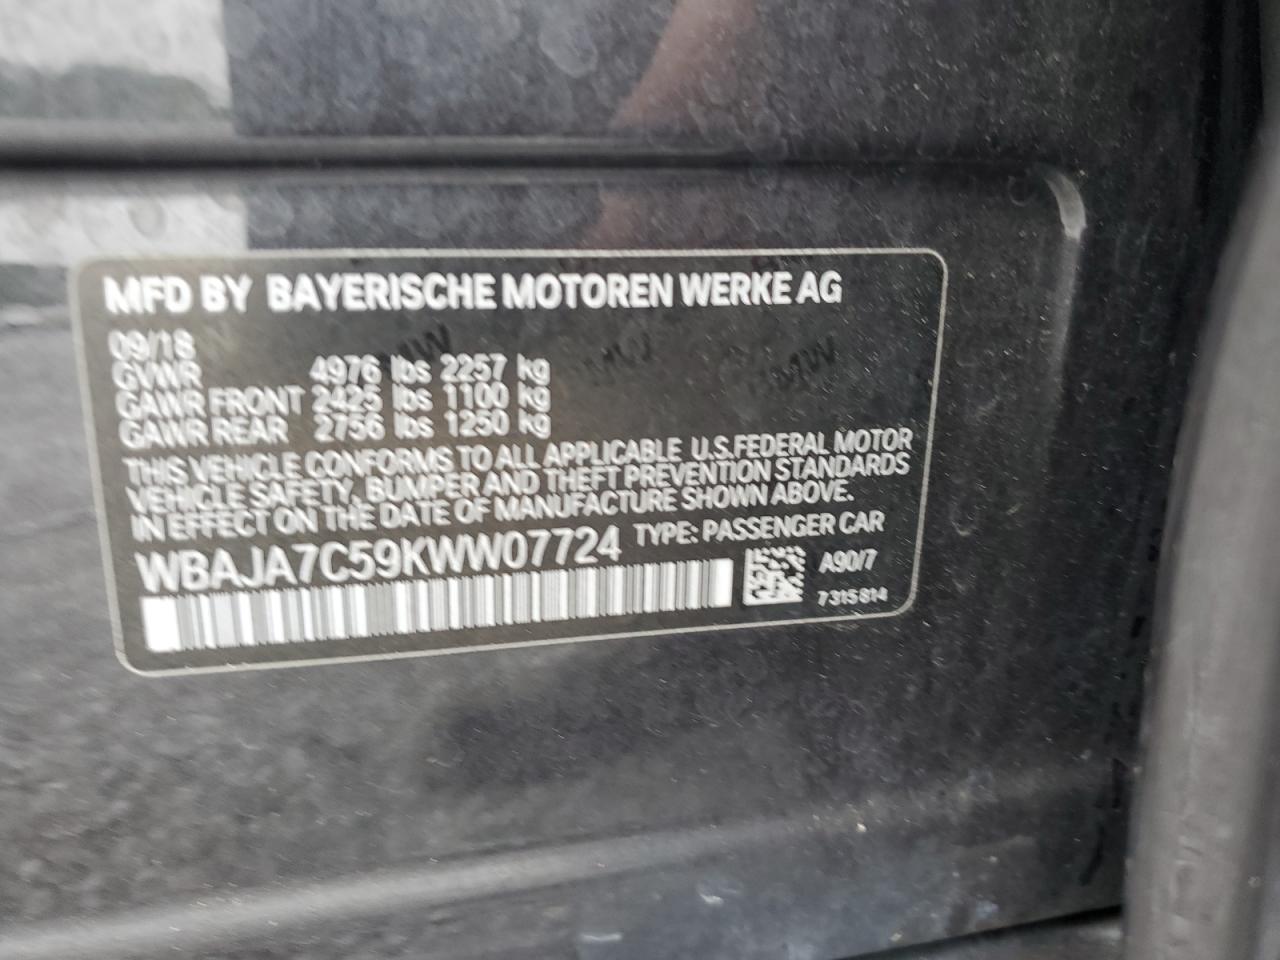 MFD BY BAYERISCHE MOTOREN WERKE AG
09/18
GVWR 4976 lbs 2257 kg
GAWR FRONT 2425 lbs 1100 kg
GAWR REAR 2756 lbs 1250 kg
THIS VEHICLE CONFORMS TO ALL APPLICABLE U.S.FEDERAL MOTOR
VEHICLE SAFETY, BUMPER AND THEFT PREVENTION STANDARDS
IN EFFECT ON THE DATE OF MANUFACTURE SHOWN ABOVE.
WBAJA7C59KWW07724 TYPE: PASSENGER CAR
A90/7
7315814